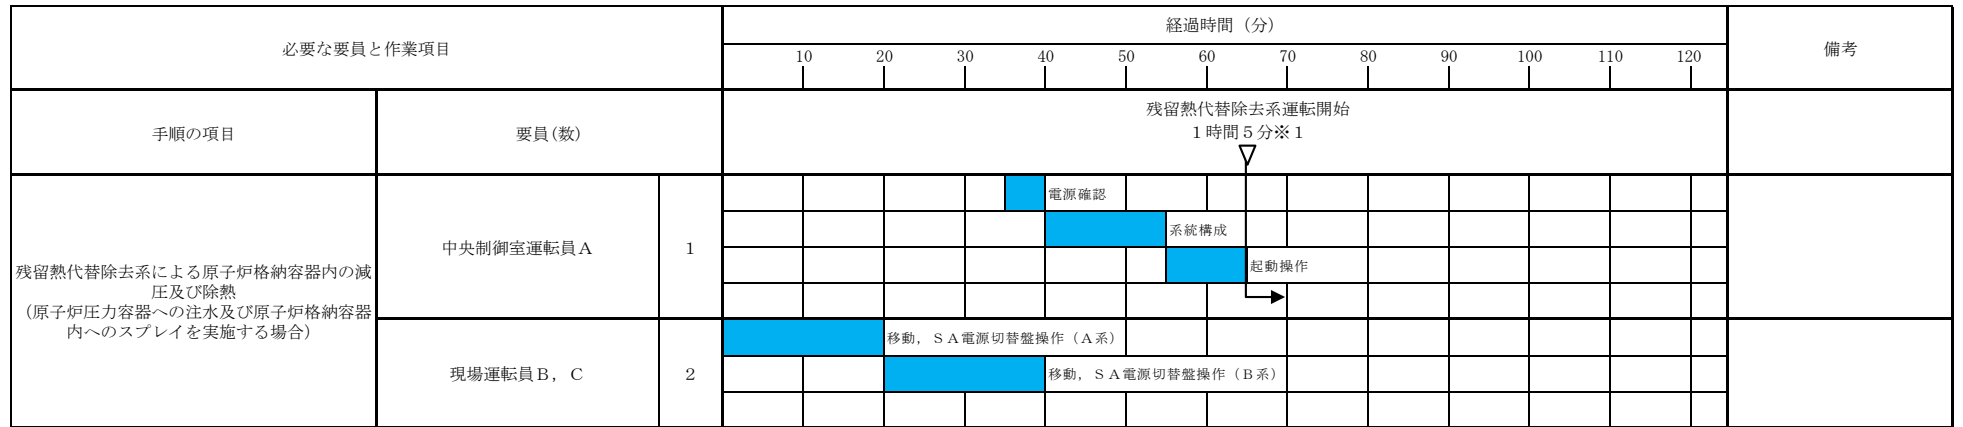 必要な要員と作業項目
経過時間（分）
備考
10 20 30 40 50 60 70 80 90 100 110 120
手順の項目
要員(数)
残留熱代替除去系運転開始
１時間５分※１
残留熱代替除去系による原子炉格納容器内の減
圧及び除熱
（原子炉圧力容器への注水及び原子炉格納容器
内へのスプレイを実施する場合）
中央制御室運転員Ａ
1
電源確認
系統構成
起動操作
現場運転員Ｂ，Ｃ
2
移動，ＳＡ電源切替盤操作（Ａ系）
移動，ＳＡ電源切替盤操作（Ｂ系）